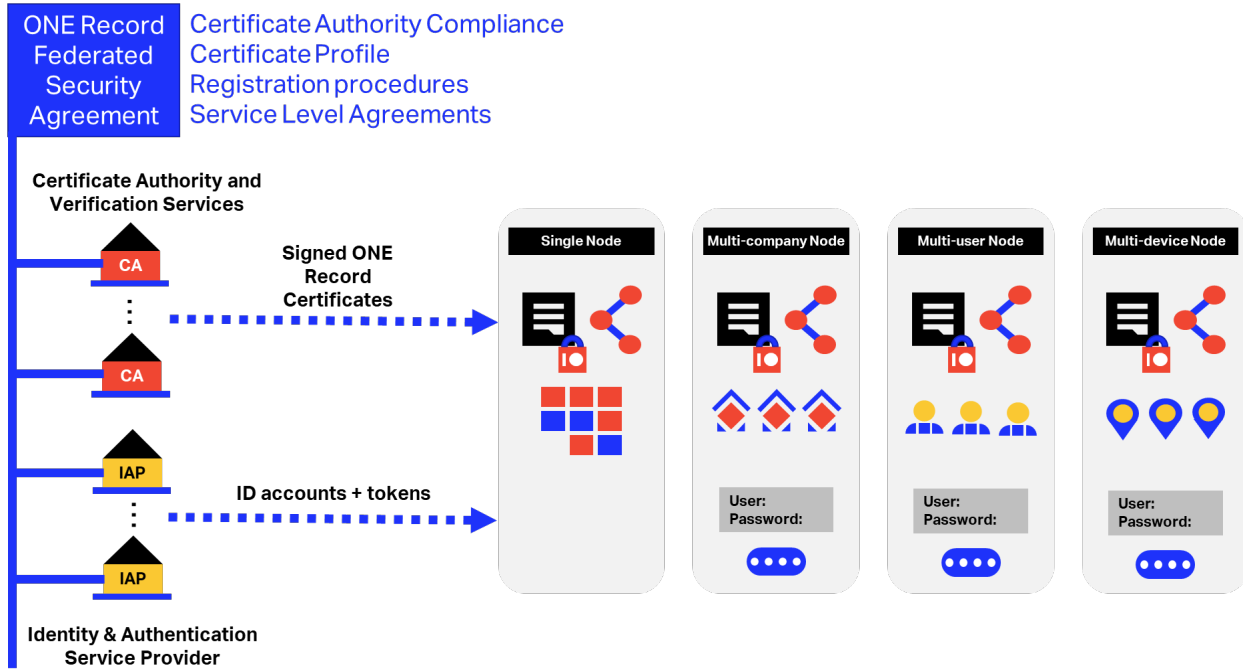 ONE Record
Federated
Security
Agreement
Certificate Authority Compliance
Certificate Profile
Registration procedures
Service Level Agreements
Certificate Authority and
Verification Services
CA
CA
IAP
IAP
Identity & Authentication
Service Provider
Signed ONE
Record
Certificates
ID accounts + tokens
Single Node
Multi-company Node
User:
Password:
Multi-user Node
User:
Password:
Multi-device Node
User:
Password: